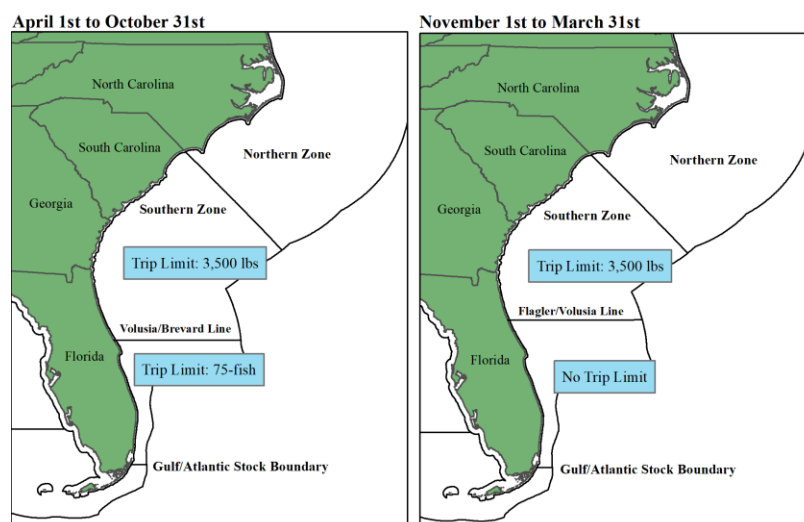 April 1st to October 31st
North Carolina
South Carolina
Northern Zone
Georgia
Southern Zone
Trip Limit: 3,500 lbs
Volusia/Brevard Line
Florida
Trip Limit: 75-fish
Gulf/Atlantic Stock Boundary
November 1st to March 31st
North Carolina
South Carolina
Northern Zone
Georgia
Southern Zone
Trip Limit: 3,500 lbs
Flagler/Volusia Line
Florida
No Trip Limit
Gulf/Atlantic Stock Boundary